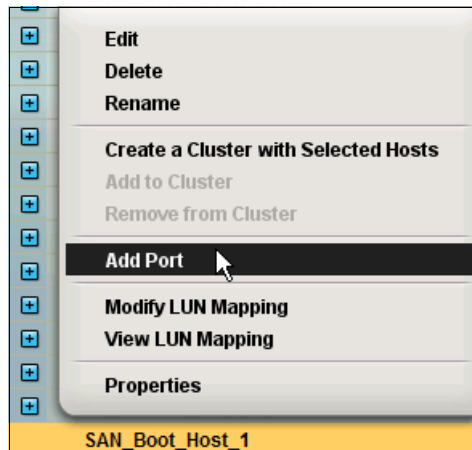 Edit
Delete
Rename
Create a Cluster with Selected Hosts
Add to Cluster
Remove from Cluster
Add Port
Modify LUN Mapping
View LUN Mapping
Properties
SAN_Boot_Host_1